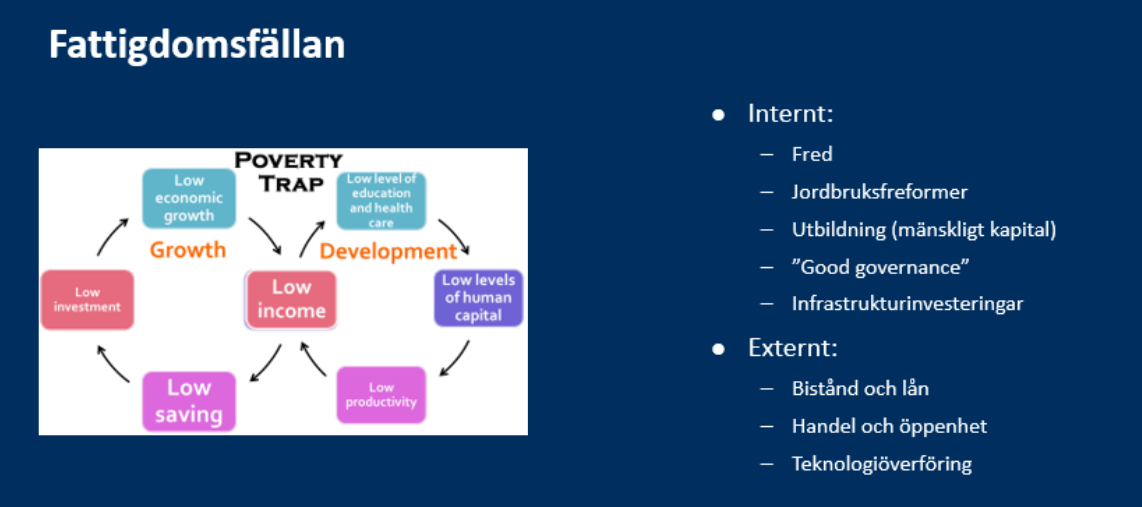 Fattigdomsfällan
POVERTY
TRAP
Low
economic
growth
Low level of
education
and health
care
Growth
Development
Low
investment
Low
income
Low levels
of human
capital
Low
saving
Low
productivity
● Internt:
– Fred
– Jordbruksfreformer
– Utbildning (mänskligt kapital)
– ”Good governance”
– Infrastrukturinvesteringar
● Externt:
– Bistånd och lån
– Handel och öppenhet
– Teknologiöverföring